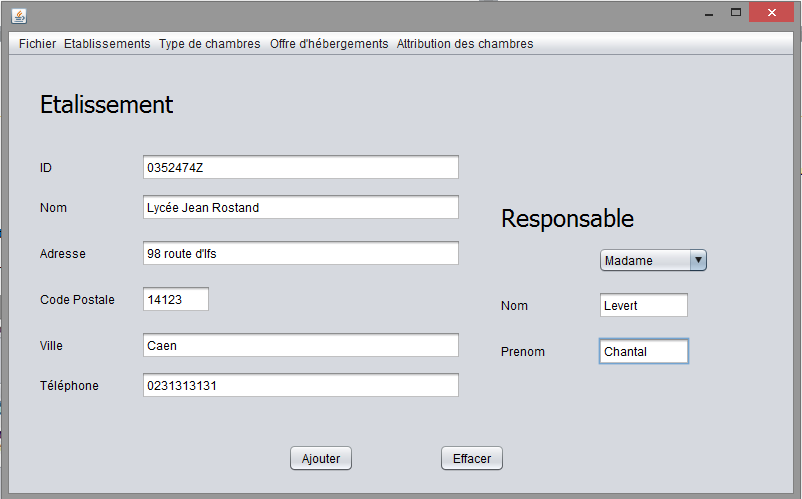 Fichier Etablissements Type de chambres Offre d'hébergements Attribution des chambres
Etalissement
ID 0352474Z
Nom Lycée Jean Rostand
Adresse 98 route d'Ifs
Code Postale 14123
Ville Caen
Téléphone 0231313131
Responsable
Madame
Nom Levert
Prenom Chantal
Ajouter Effacer